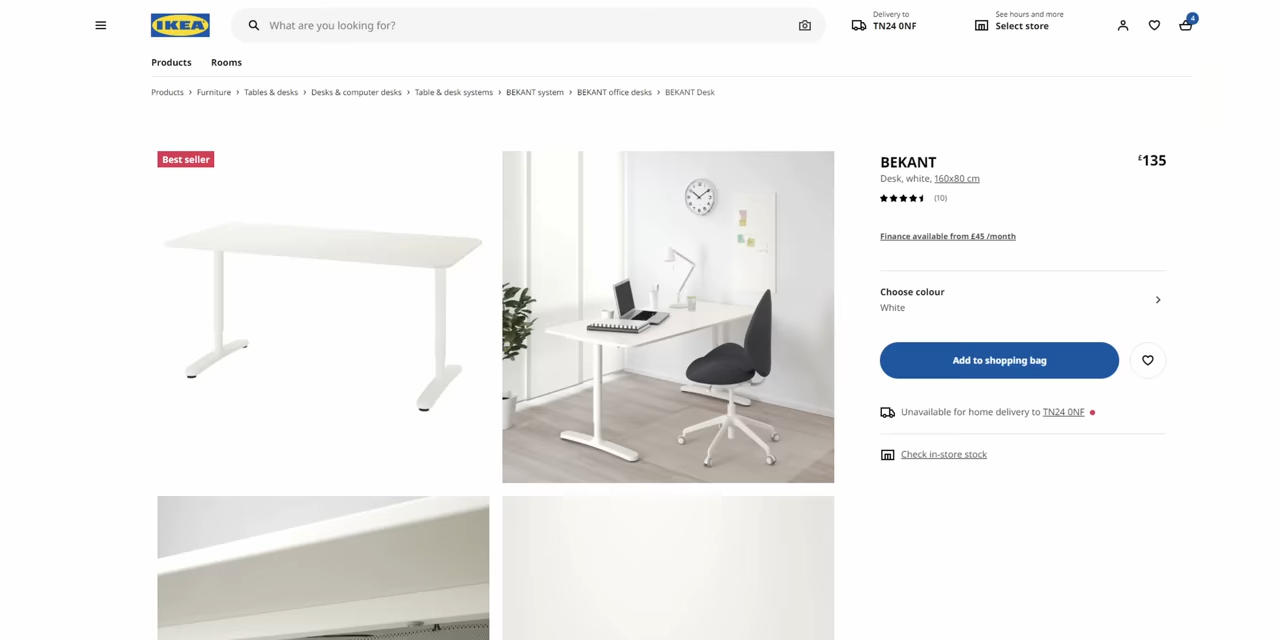 IKEA
What are you looking for?
Delivery to
TN24 0NF
See hours and more
Select store
4
Products
Rooms
Products > Furniture > Tables & desks > Desks & computer desks > Table & desk systems > BEKANT system > BEKANT office desks > BEKANT Desk
Best seller
BEKANT
£135
Desk, white, 160x80 cm
(10)
Finance available from £45 /month
Choose colour
White
Add to shopping bag
Unavailable for home delivery to TN24 0NF
Check in-store stock